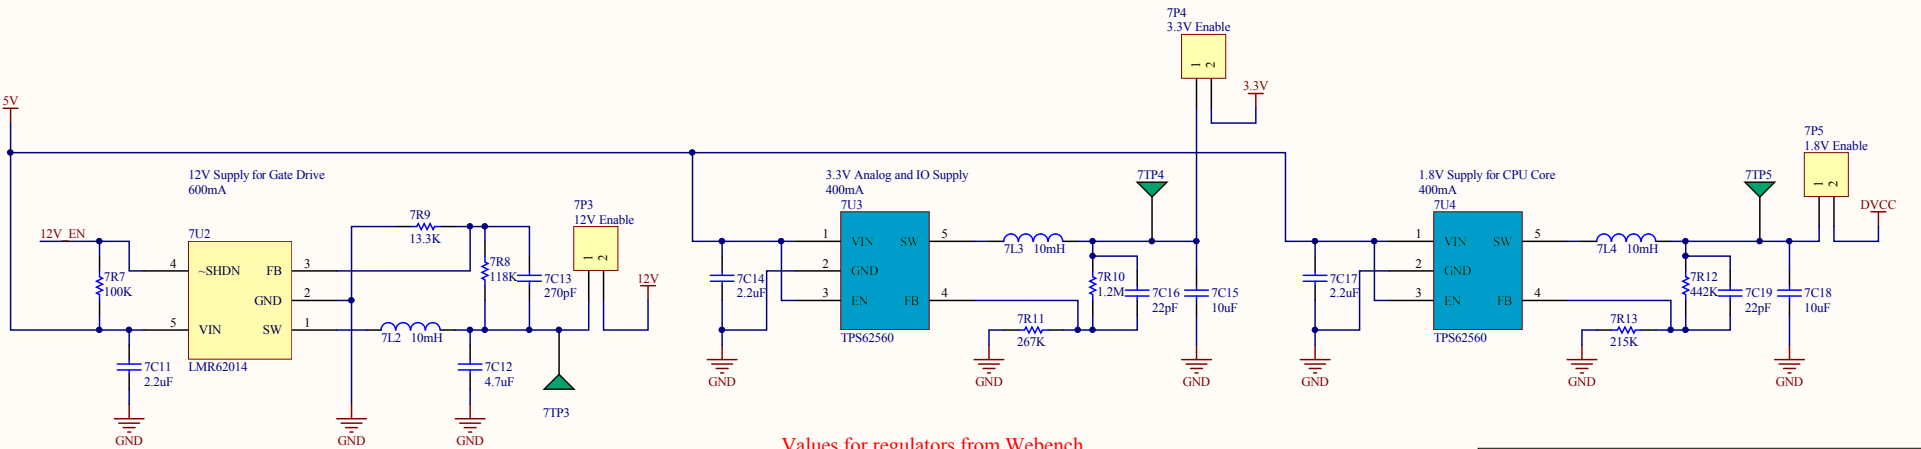 7P4
3.3V Enable
1 2
3.3V
5V
7P5
1.8V Enable
1 2
DVCC
12V Supply for Gate Drive
600mA
7P3
12V Enable
1 2
12V
12V_EN
7R7
100K
7U2
4 ~SHDN FB 3
GND 2
5 VIN SW 1
LMR62014
7R9
13.3K
7R8
118K
7C13
270pF
7L2 10mH
7C11
2.2uF
7C12
4.7uF
7TP3
GND
GND
GND
3.3V Analog and IO Supply
400mA
7U3
1 VIN SW 5
2 GND
3 EN FB 4
TPS62560
7C14
2.2uF
7TP4
7L3 10mH
7R10
1.2M
7C16
22pF
7C15
10uF
7R11
267K
GND
GND
GND
1.8V Supply for CPU Core
400mA
7U4
1 VIN SW 5
2 GND
3 EN FB 4
TPS62560
7C17
2.2uF
7TP5
7L4 10mH
7R12
442K
7C19
22pF
7C18
10uF
7R13
215K
GND
GND
GND
Values for regulators from Webench